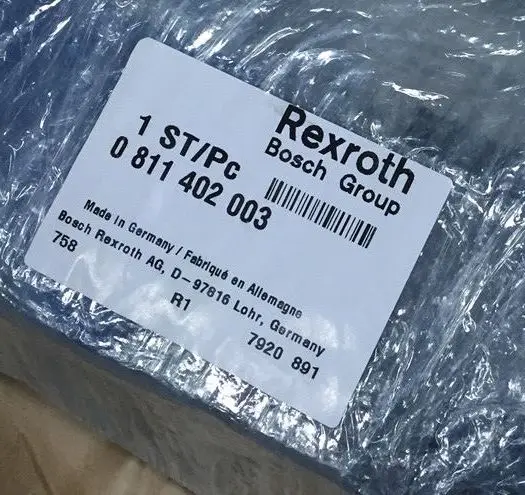 Rexroth
Bosch Group
1 ST/Pc
0 811 402 003
Made in Germany / Fabriqué en Allemagne
Bosch Rexroth AG, D-97816 Lohr, Germany
758 R1 7920 891